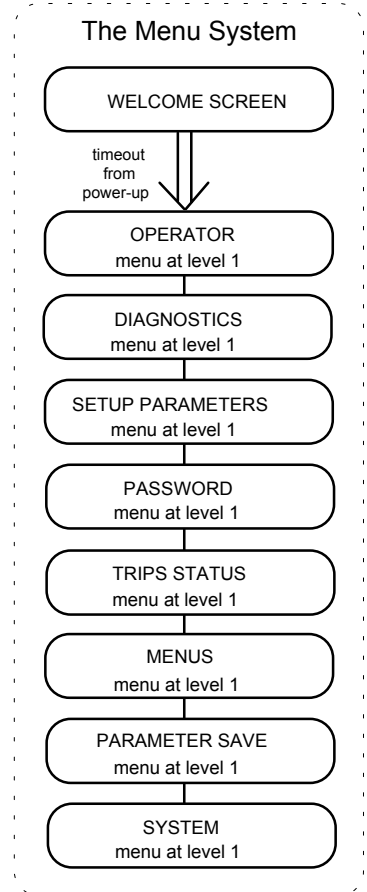 The Menu System
WELCOME SCREEN
timeout
from
power-up
OPERATOR
menu at level 1
DIAGNOSTICS
menu at level 1
SETUP PARAMETERS
menu at level 1
PASSWORD
menu at level 1
TRIPS STATUS
menu at level 1
MENUS
menu at level 1
PARAMETER SAVE
menu at level 1
SYSTEM
menu at level 1